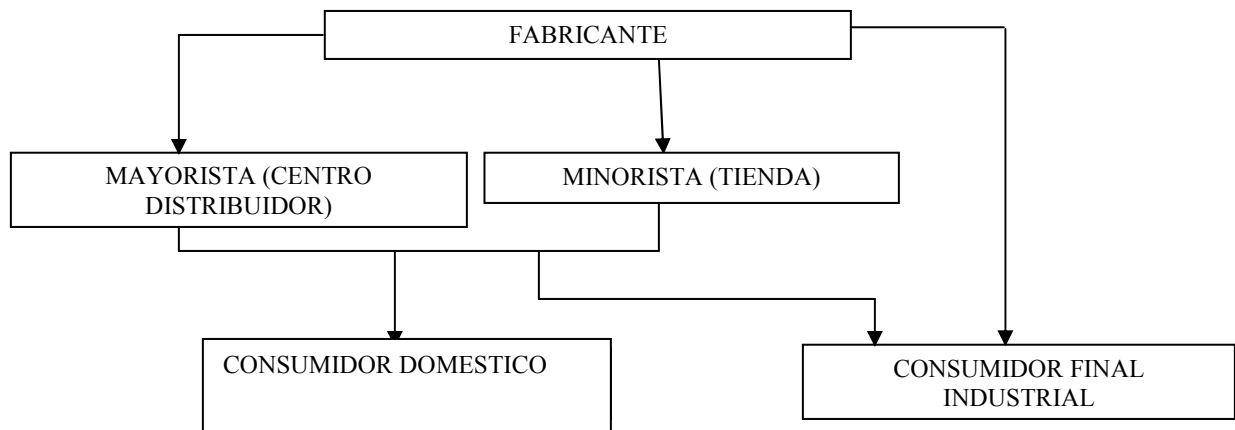 FABRICANTE
MAYORISTA (CENTRO
DISTRIBUIDOR)
MINORISTA (TIENDA)
CONSUMIDOR DOMESTICO
CONSUMIDOR FINAL
INDUSTRIAL